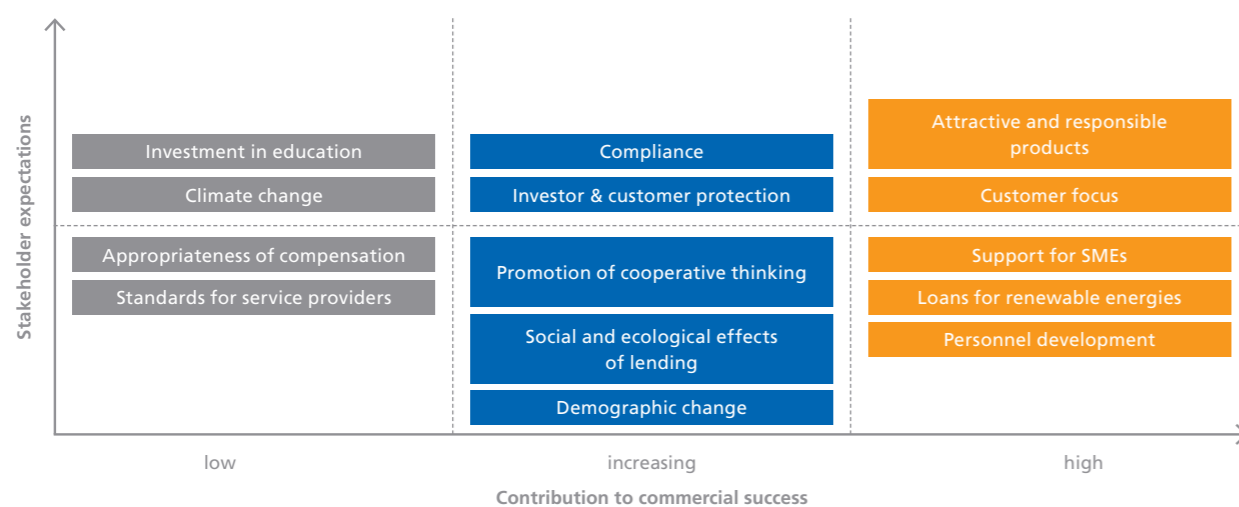 Stakeholder expectations
Investment in education
Climate change
Appropriateness of compensation
Standards for service providers
Compliance
Investor & customer protection
Promotion of cooperative thinking
Social and ecological effects
of lending
Demographic change
Attractive and responsible
products
Customer focus
Support for SMEs
Loans for renewable energies
Personnel development
low
increasing
high
Contribution to commercial success